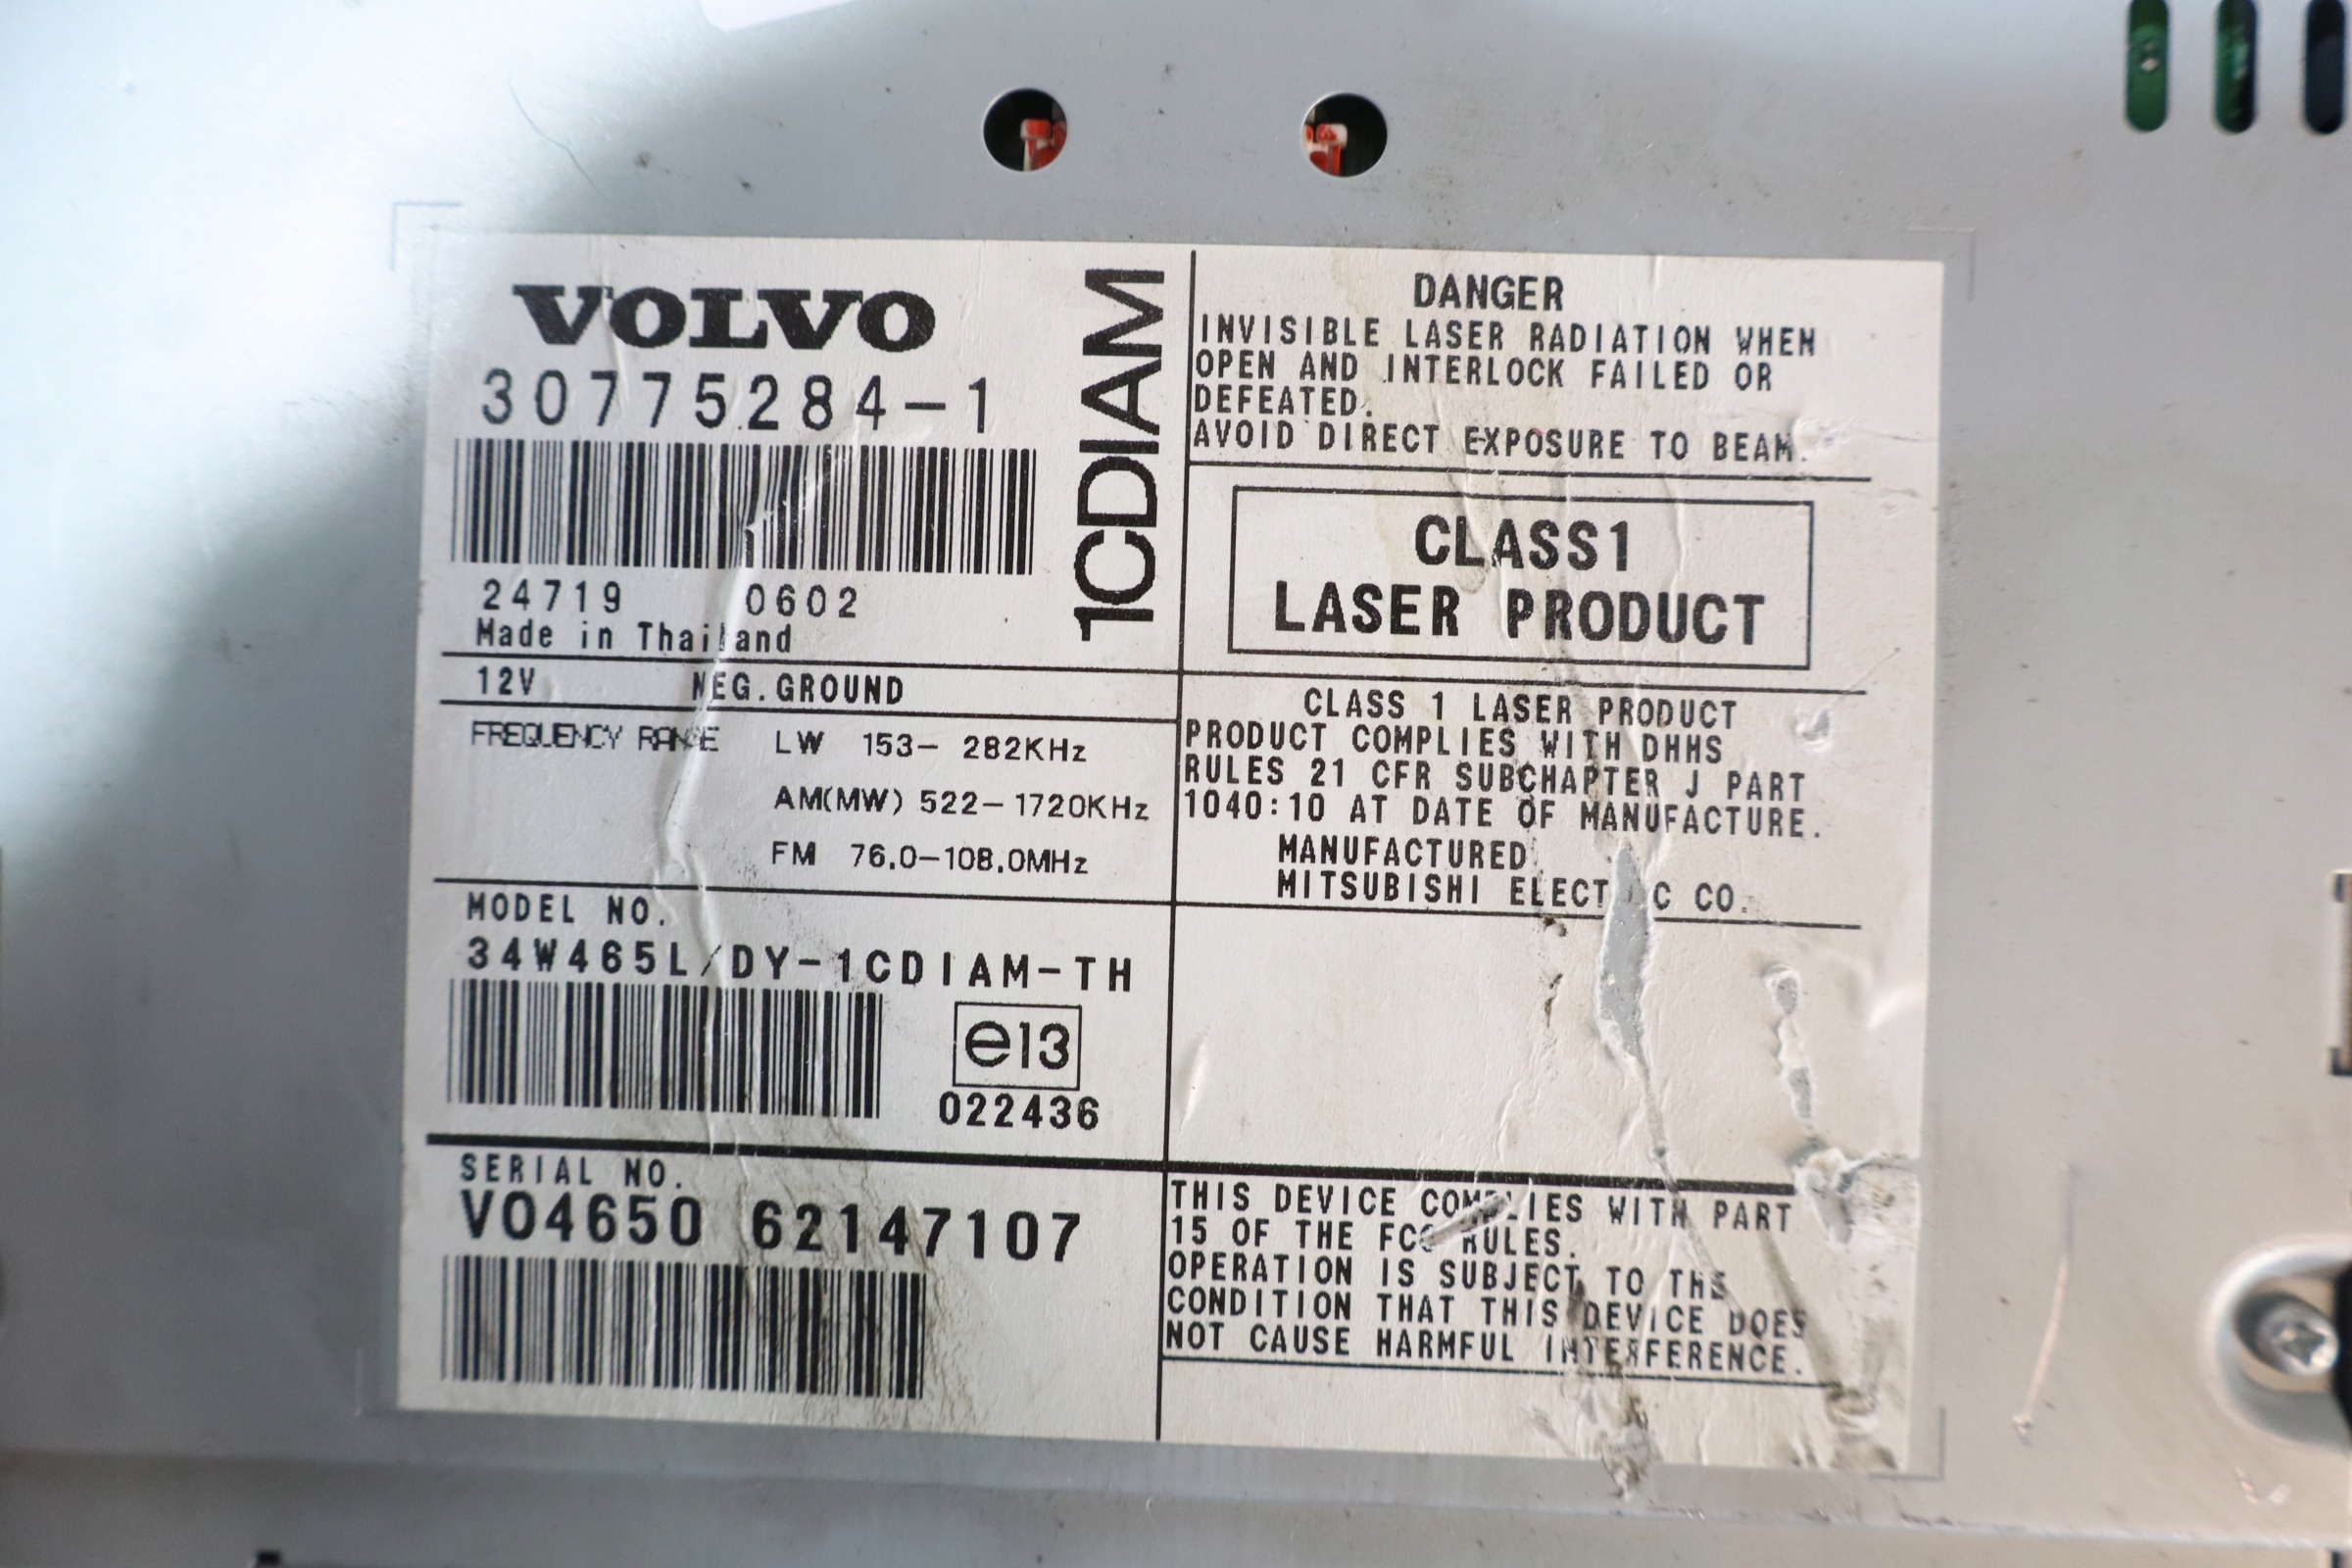 VOLVO
30775284-1
24719 0602
Made in Thailand
1CDIAM
12V NEG.GROUND
FREQUENCY RANGE LW 153- 282KHz
AM(MW) 522-1720KHz
FM 76.0-108.0MHz
MODEL NO.
34W465L/DY-1CDIAM-TH
e13
022436
SERIAL NO.
VO4650 62147107
DANGER
INVISIBLE LASER RADIATION WHEN
OPEN AND INTERLOCK FAILED OR
DEFEATED.
AVOID DIRECT EXPOSURE TO BEAM.
CLASS1
LASER PRODUCT
CLASS 1 LASER PRODUCT
PRODUCT COMPLIES WITH DHHS
RULES 21 CFR SUBCHAPTER J PART
1040:10 AT DATE OF MANUFACTURE.
MANUFACTURED
MITSUBISHI ELECTRIC CO.
THIS DEVICE COMPLIES WITH PART
15 OF THE FCC RULES.
OPERATION IS SUBJECT TO THE
CONDITION THAT THIS DEVICE DOES
NOT CAUSE HARMFUL INTERFERENCE.